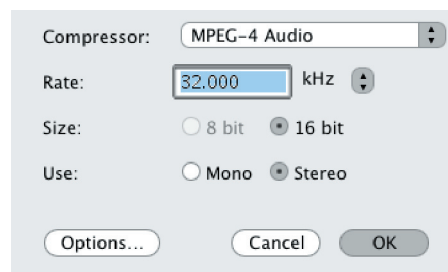 Compressor: MPEG-4 Audio
Rate: 32.000 kHz
Size: 8 bit 16 bit
Use: Mono Stereo
Options... Cancel OK